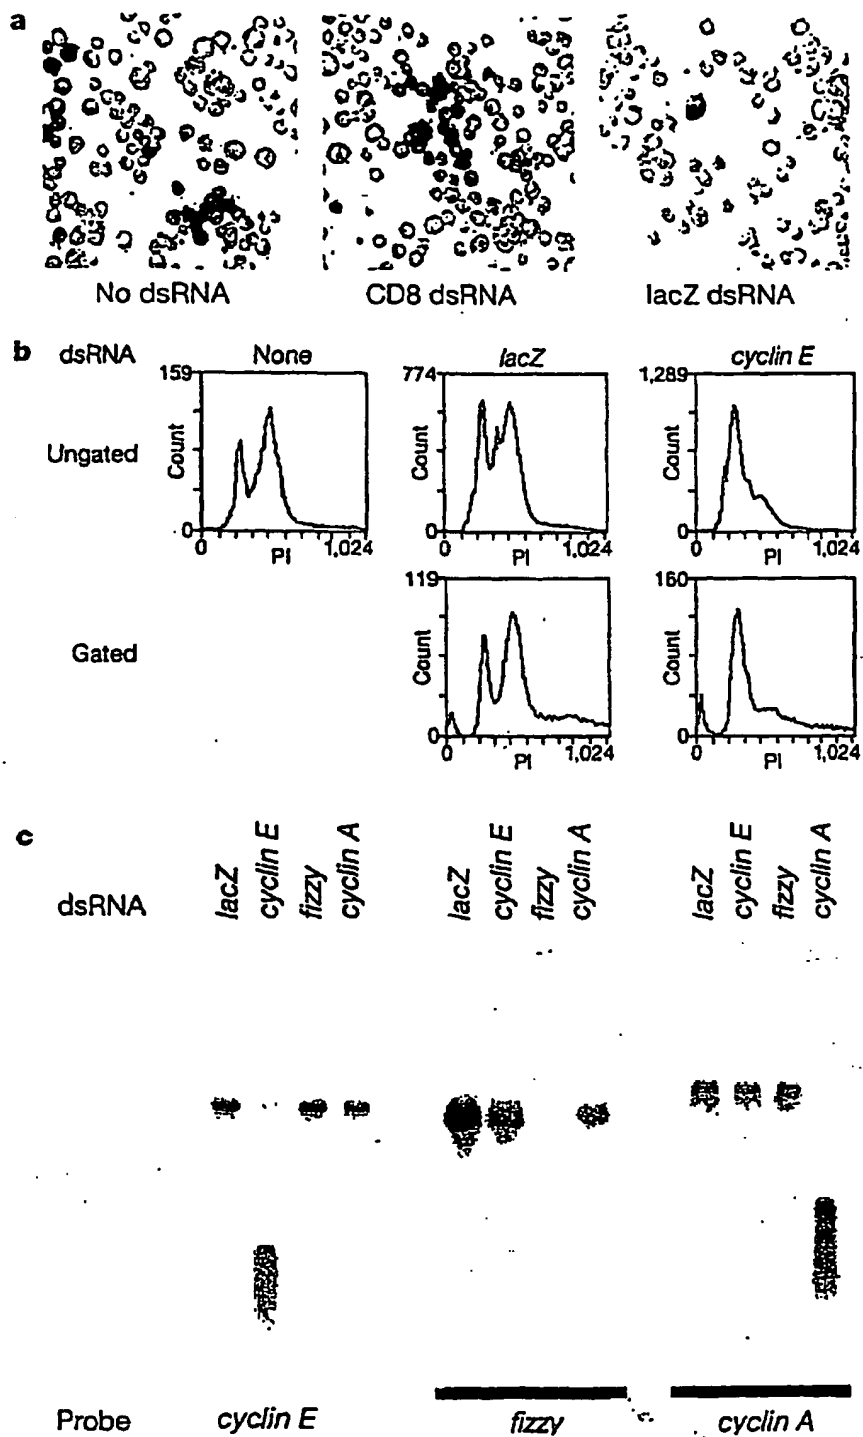 a
No dsRNA CD8 dsRNA lacZ dsRNA
b dsRNA None lacZ cyclin E
159 774 1,289
Ungated Count Count Count
0 0 0
0 1,024 0 1,024 0 1,024
PI PI PI
119 160
Gated Count Count
0 0
0 1,024 0 1,024
PI PI
c
dsRNA lacZ cyclin E fizzy cyclin A lacZ cyclin E fizzy cyclin A lacZ cyclin E fizzy cyclin A
Probe cyclin E fizzy cyclin A